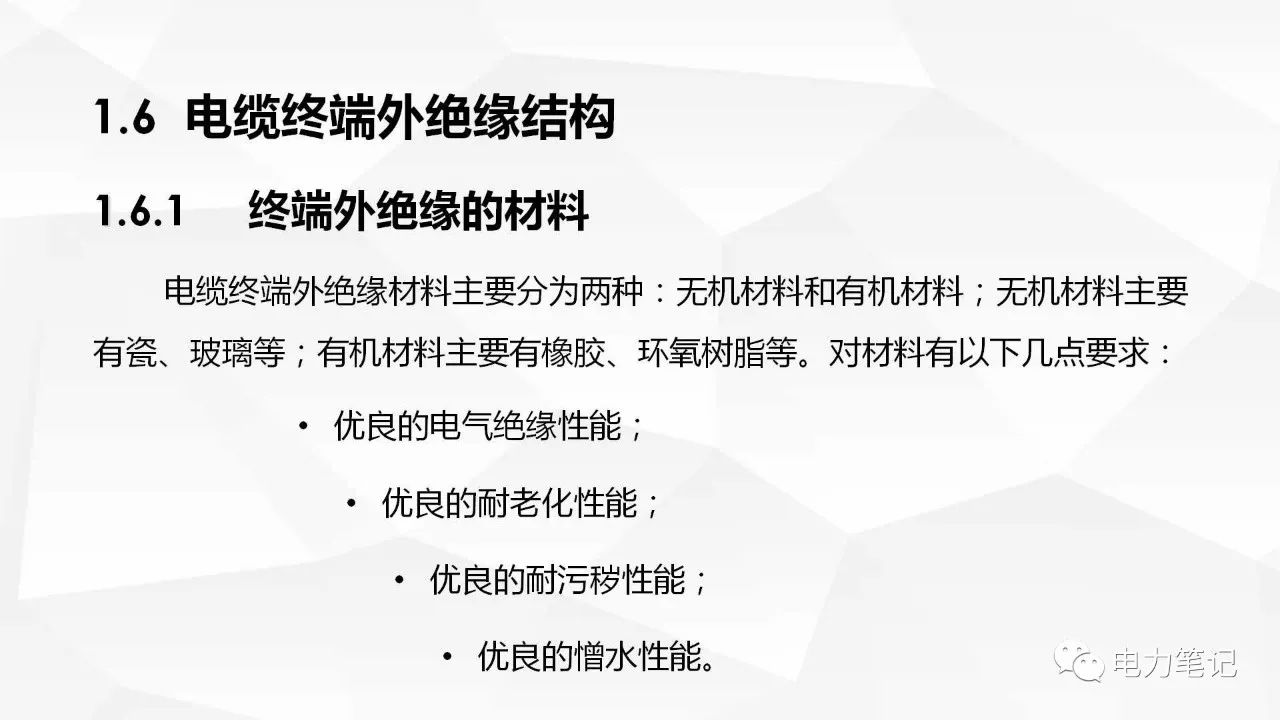 1.6 电缆终端外绝缘结构
1.6.1 终端外绝缘的材料
电缆终端外绝缘材料主要分为两种：无机材料和有机材料；无机材料主要
有瓷、玻璃等；有机材料主要有橡胶、环氧树脂等。对材料有以下几点要求：
• 优良的电气绝缘性能；
• 优良的耐老化性能；
• 优良的耐污秽性能；
• 优良的憎水性能。
电力笔记